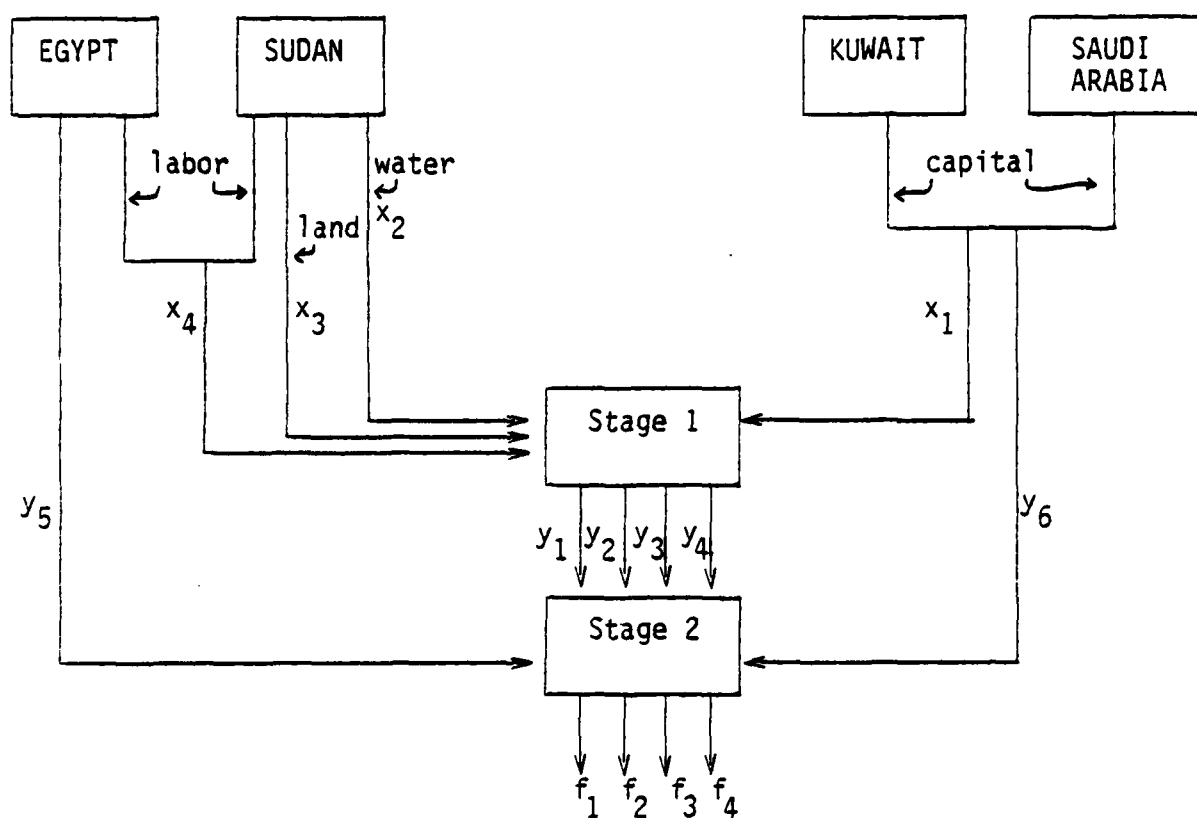 EGYPT
SUDAN
KUWAIT
SAUDI
ARABIA
labor
water
capital
x2
land
x4
x3
x1
Stage 1
y5
y6
y1
y2
y3
y4
Stage 2
f1
f2
f3
f4